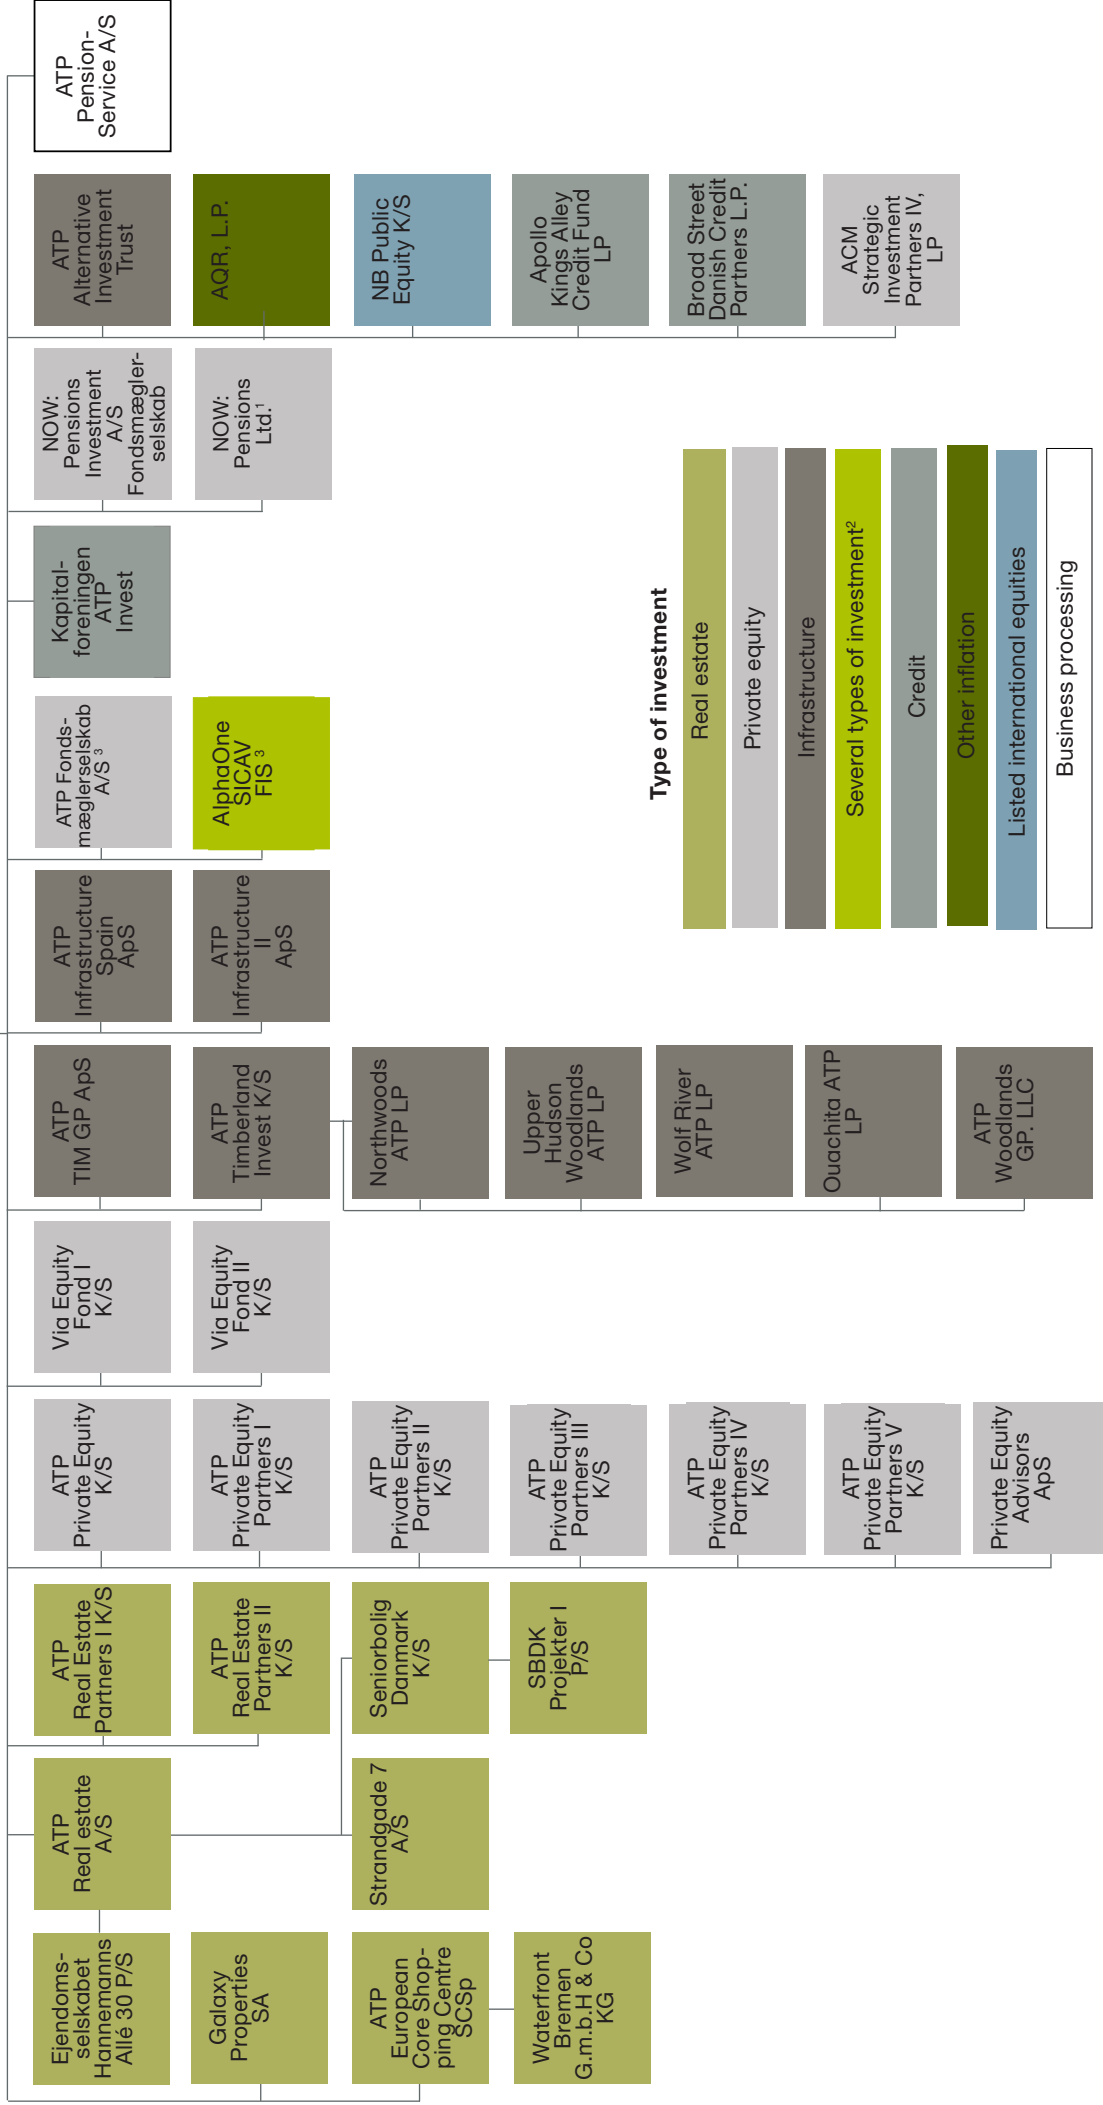 Ejendoms-
selskabet
Hannemanns
Allé 30 P/S
Galaxy
Properties
SA
ATP
European
Core Shop-
ping Centre
SCSp
Waterfront
Bremen
G.m.b.H & Co
KG
ATP
Real estate
A/S
Strandgade 7
A/S
ATP
Real Estate
Partners I K/S
ATP
Real Estate
Partners II
K/S
Seniorbolig
Danmark
K/S
SBDK
Projekter I
P/S
ATP
Private Equity
K/S
ATP
Private Equity
Partners I
K/S
ATP
Private Equity
Partners II
K/S
ATP
Private Equity
Partners III
K/S
ATP
Private Equity
Partners IV
K/S
ATP
Private Equity
Partners V
K/S
Private Equity
Advisors
ApS
Via Equity
Fond I
K/S
Via Equity
Fond II
K/S
ATP
TIM GP ApS
ATP
Timberland
Invest K/S
Northwoods
ATP LP
Upper
Hudson
Woodlands
ATP LP
Wolf River
ATP LP
Ouachita ATP
LP
ATP
Woodlands
GP. LLC
ATP
Infrastructure
Spain
ApS
ATP
Infrastructure
II
ApS
ATP Fonds-
mæglerselskab
A/S ³
AlphaOne
SICAV
FIS ³
Kapital-
foreningen
ATP
Invest
NOW:
Pensions
Investment
A/S
Fondsmægler-
selskab
NOW:
Pensions
Ltd.¹
ATP
Alternative
Investment
Trust
AQR, L.P.
NB Public
Equity K/S
Apollo
Kings Alley
Credit Fund
LP
Broad Street
Danish Credit
Partners L.P.
ACM
Strategic
Investment
Partners IV,
LP
ATP
Pension-
Service A/S
Type of investment
Real estate
Private equity
Infrastructure
Several types of investment²
Credit
Other inflation
Listed international equities
Business processing